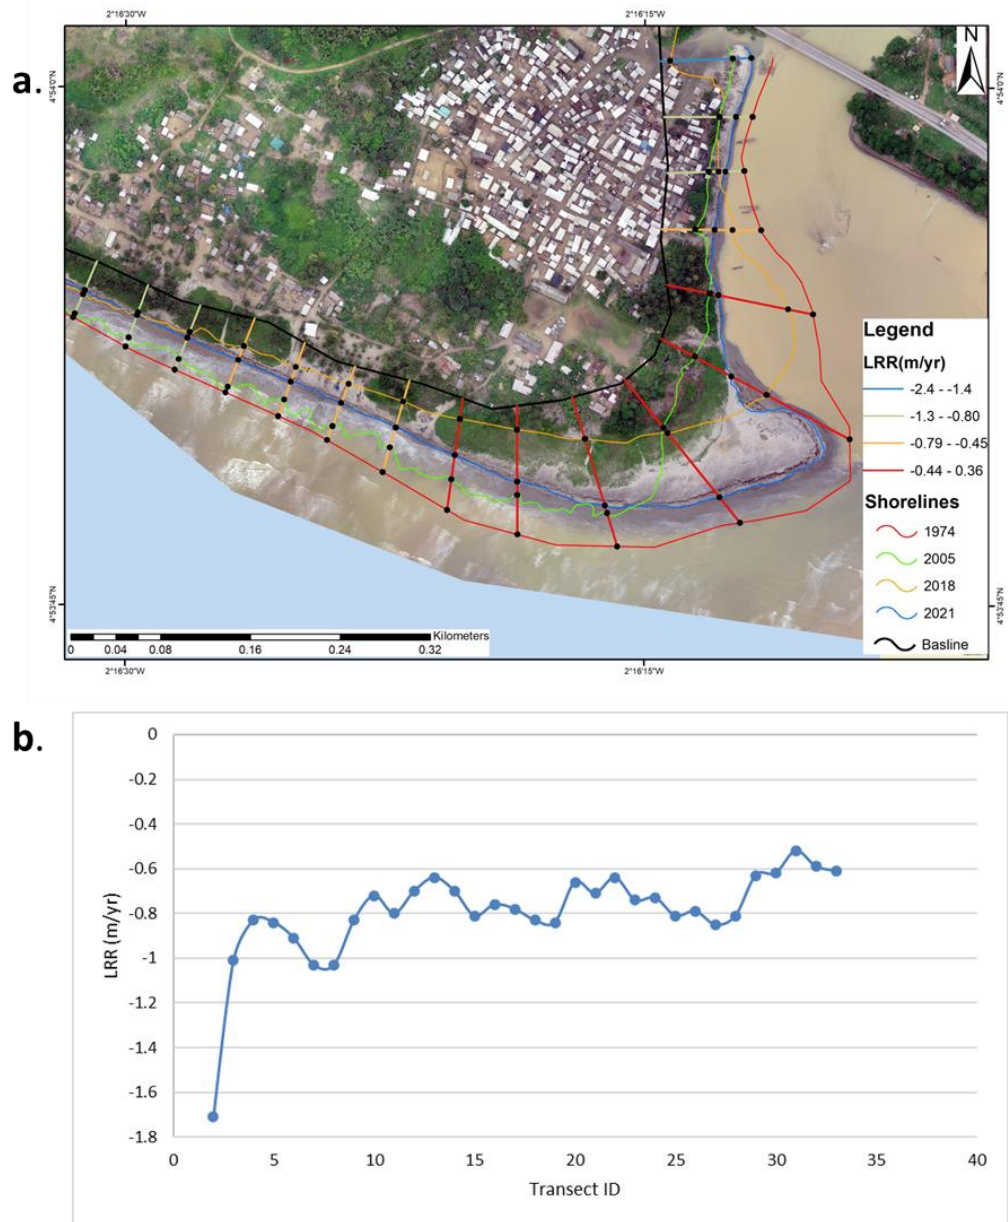 a.
2°16'30"W
2°16'15"W
4°54'0"N
4°54'0"N
N
Legend
LRR(m/yr)
-2.4 - -1.4
-1.3 - -0.80
-0.79 - -0.45
-0.44 - 0.36
Shorelines
1974
2005
2018
2021
Basline
4°53'45"N
4°53'45"N
Kilometers
0 0.04 0.08 0.16 0.24 0.32
2°16'30"W
2°16'15"W
b.
0
-0.2
-0.4
-0.6
-0.8
-1
-1.2
-1.4
-1.6
-1.8
LRR (m/yr)
0 5 10 15 20 25 30 35 40
Transect ID